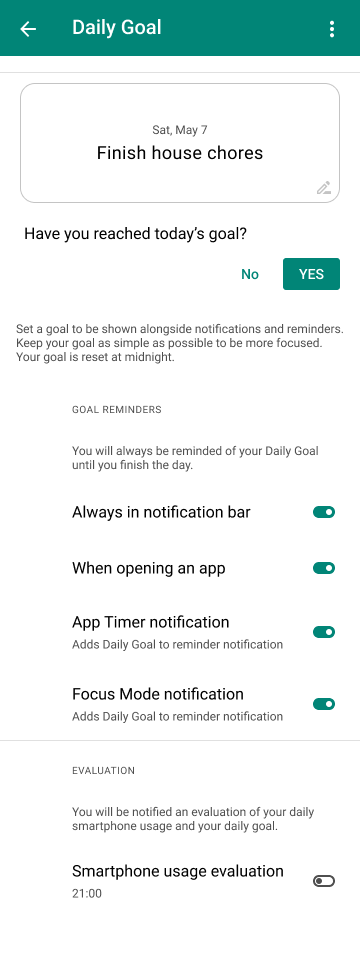 Daily Goal
Sat, May 7
Finish house chores
Have you reached today's goal?
No
YES
Set a goal to be shown alongside notifications and reminders.
Keep your goal as simple as possible to be more focused.
Your goal is reset at midnight.
GOAL REMINDERS
You will always be reminded of your Daily Goal
until you finish the day.
Always in notification bar
When opening an app
App Timer notification
Adds Daily Goal to reminder notification
Focus Mode notification
Adds Daily Goal to reminder notification
EVALUATION
You will be notified an evaluation of your daily
smartphone usage and your daily goal.
Smartphone usage evaluation
21:00